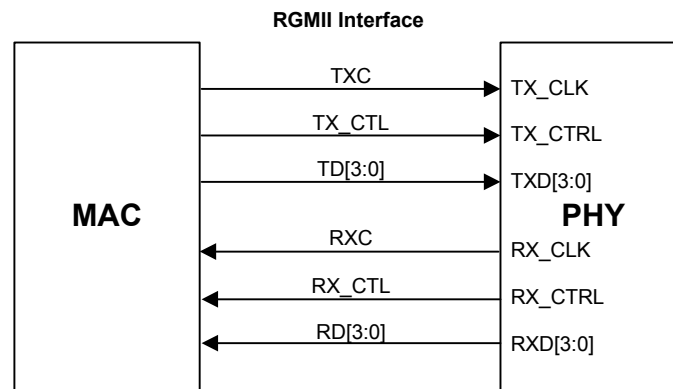 RGMII Interface
TXC
TX_CLK
TX_CTL
TX_CTRL
TD[3:0]
TXD[3:0]
MAC
PHY
RXC
RX_CLK
RX_CTL
RX_CTRL
RD[3:0]
RXD[3:0]